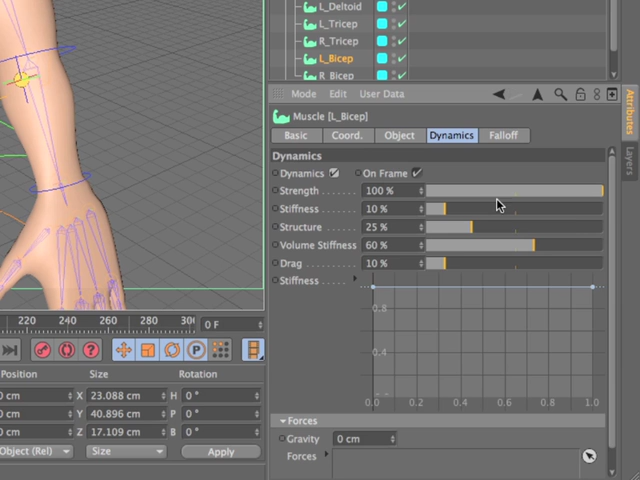 L_Deltoid
L_Tricep
R_Tricep
L_Bicep
R_Bicep
Mode Edit User Data
Muscle [L_Bicep]
Basic Coord. Object Dynamics Falloff
Dynamics
Dynamics On Frame
Strength 100 %
Stiffness 10 %
Structure 25 %
Volume Stiffness 60 %
Drag 10 %
Stiffness
0.8
0.4
0.0 0.2 0.4 0.6 0.8 1.0
Forces
Gravity 0 cm
Forces
Attributes
Layers
220 240 260 280 0 F
P
Position Size Rotation
0 cm X 23.088 cm H 0 °
0 cm Y 40.896 cm P 0 °
0 cm Z 17.109 cm B 0 °
Object (Rel) Size Apply